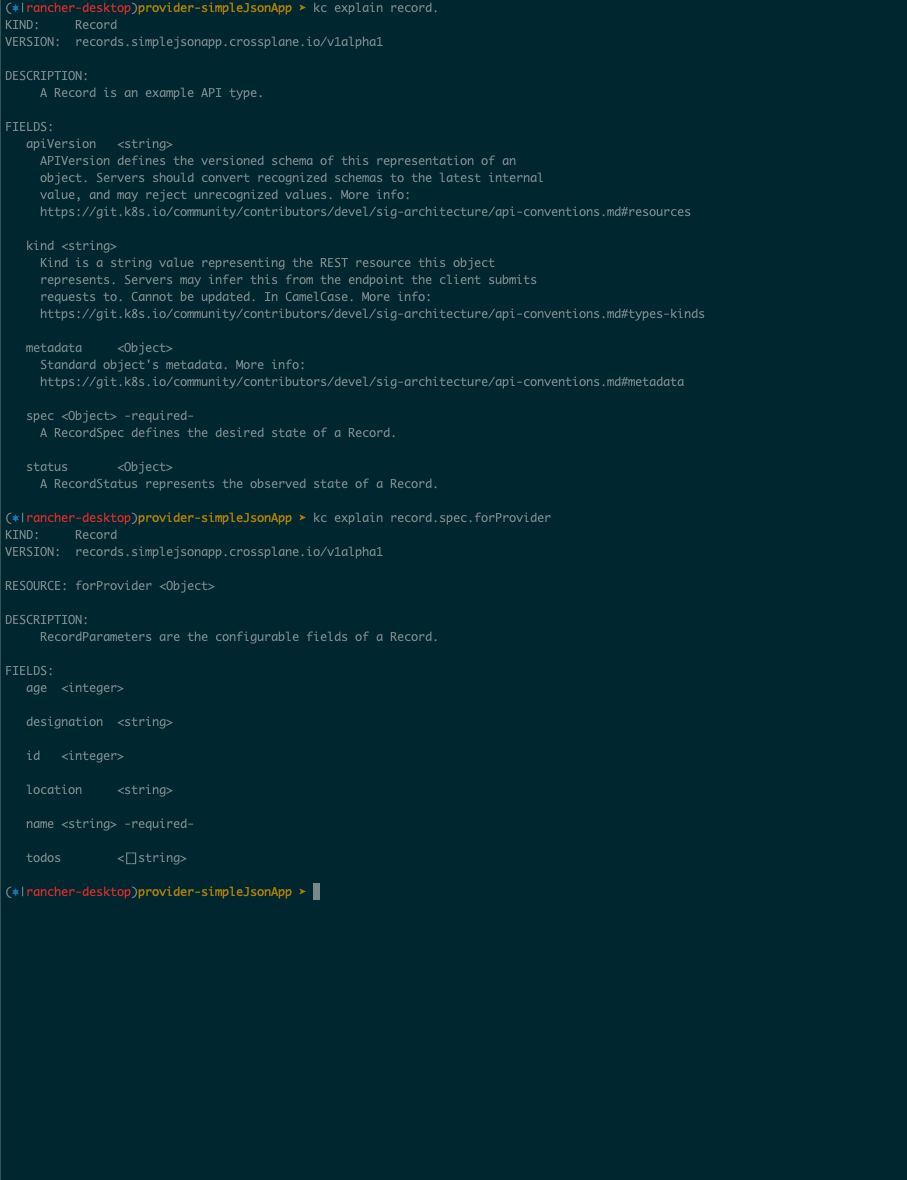 (*|rancher-desktop)provider-simpleJsonApp ➤ kc explain record.
KIND:     Record
VERSION:  records.simplejsonapp.crossplane.io/v1alpha1

DESCRIPTION:
     A Record is an example API type.

FIELDS:
   apiVersion   <string>
     APIVersion defines the versioned schema of this representation of an
     object. Servers should convert recognized schemas to the latest internal
     value, and may reject unrecognized values. More info:
     https://git.k8s.io/community/contributors/devel/sig-architecture/api-conventions.md#resources

   kind <string>
     Kind is a string value representing the REST resource this object
     represents. Servers may infer this from the endpoint the client submits
     requests to. Cannot be updated. In CamelCase. More info:
     https://git.k8s.io/community/contributors/devel/sig-architecture/api-conventions.md#types-kinds

   metadata     <Object>
     Standard object's metadata. More info:
     https://git.k8s.io/community/contributors/devel/sig-architecture/api-conventions.md#metadata

   spec <Object> -required-
     A RecordSpec defines the desired state of a Record.

   status       <Object>
     A RecordStatus represents the observed state of a Record.

(*|rancher-desktop)provider-simpleJsonApp ➤ kc explain record.spec.forProvider
KIND:     Record
VERSION:  records.simplejsonapp.crossplane.io/v1alpha1

RESOURCE: forProvider <Object>

DESCRIPTION:
     RecordParameters are the configurable fields of a Record.

FIELDS:
   age  <integer>

   designation  <string>

   id   <integer>

   location     <string>

   name <string> -required-

   todos        <[]string>

(*|rancher-desktop)provider-simpleJsonApp ➤